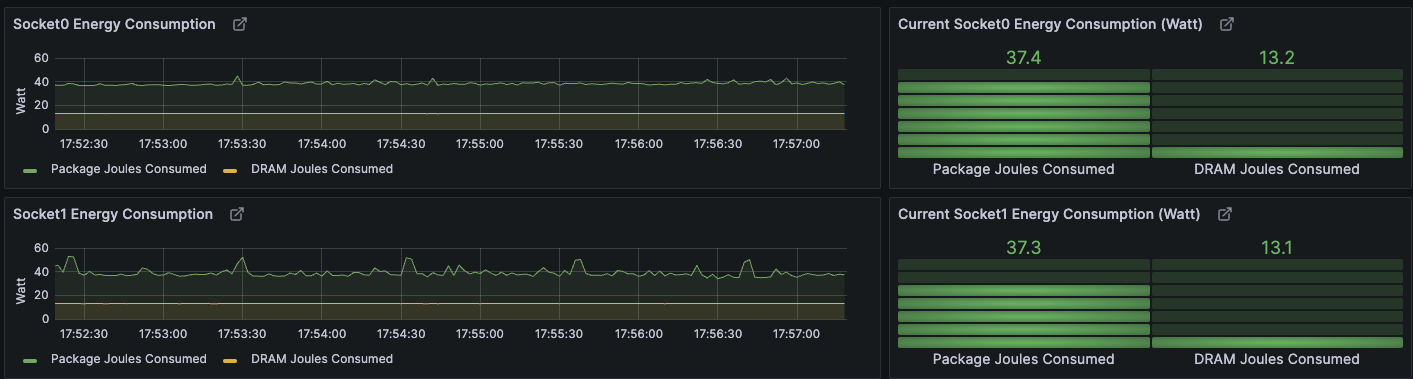 Socket0 Energy Consumption
60
40
20
0
Watt
17:52:30 17:53:00 17:53:30 17:54:00 17:54:30 17:55:00 17:55:30 17:56:00 17:56:30 17:57:00
Package Joules Consumed DRAM Joules Consumed
Current Socket0 Energy Consumption (Watt)
37.4 13.2
Package Joules Consumed DRAM Joules Consumed
Socket1 Energy Consumption
60
40
20
0
Watt
17:52:30 17:53:00 17:53:30 17:54:00 17:54:30 17:55:00 17:55:30 17:56:00 17:56:30 17:57:00
Package Joules Consumed DRAM Joules Consumed
Current Socket1 Energy Consumption (Watt)
37.3 13.1
Package Joules Consumed DRAM Joules Consumed